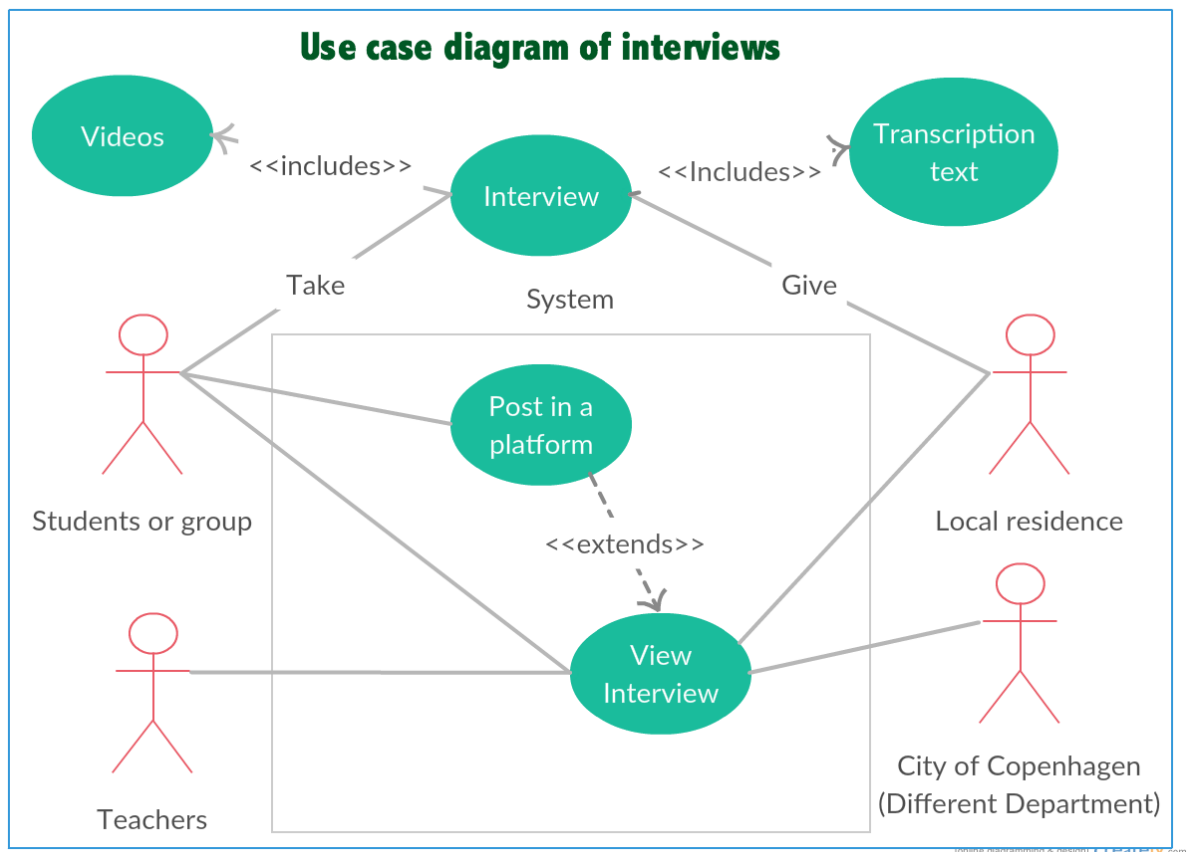 Use case diagram of interviews
Videos
<<includes>>
Interview
<<Includes>>
Transcription
text
Take
System
Give
Post in a
platform
Students or group
<<extends>>
Local residence
View
Interview
Teachers
City of Copenhagen
(Different Department)